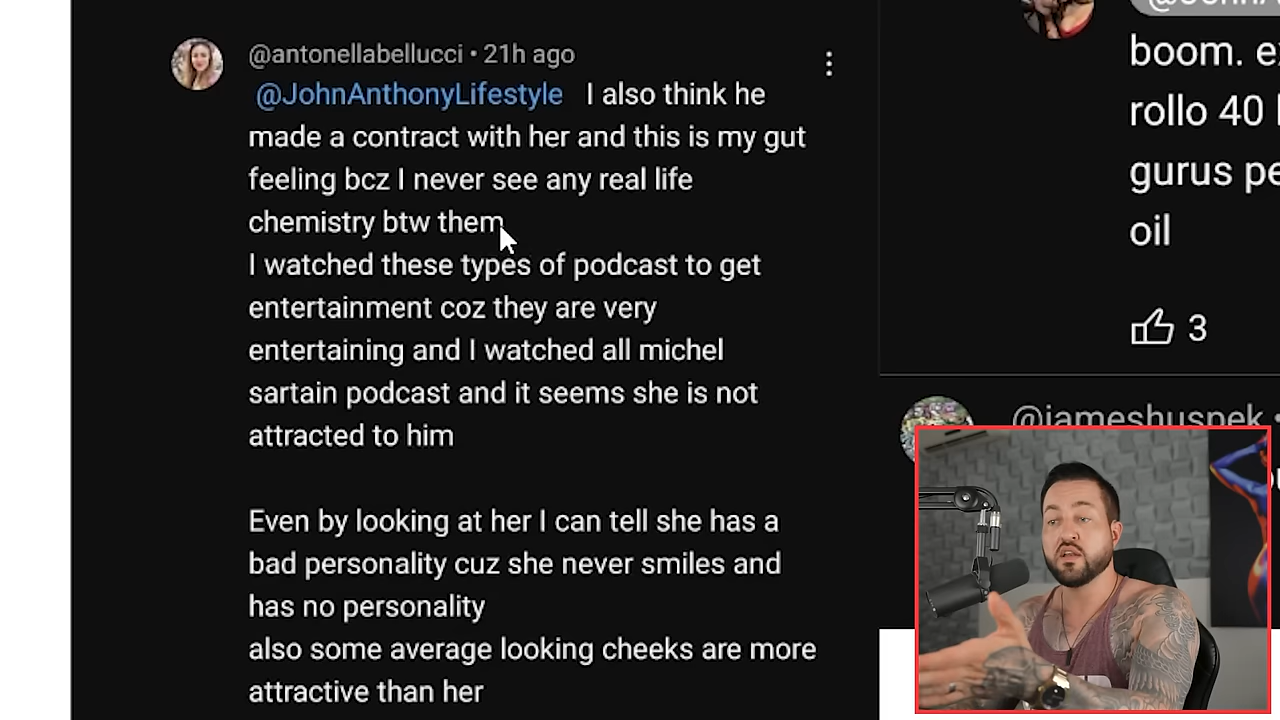 @antonellabellucci • 21h ago
@JohnAnthonyLifestyle I also think he
made a contract with her and this is my gut
feeling bcz I never see any real life
chemistry btw them
I watched these types of podcast to get
entertainment coz they are very
entertaining and I watched all michel
sartain podcast and it seems she is not
attracted to him
Even by looking at her I can tell she has a
bad personality cuz she never smiles and
has no personality
also some average looking cheeks are more
attractive than her
boom.
rollo 40
gurus
oil
3
@jameshuspek